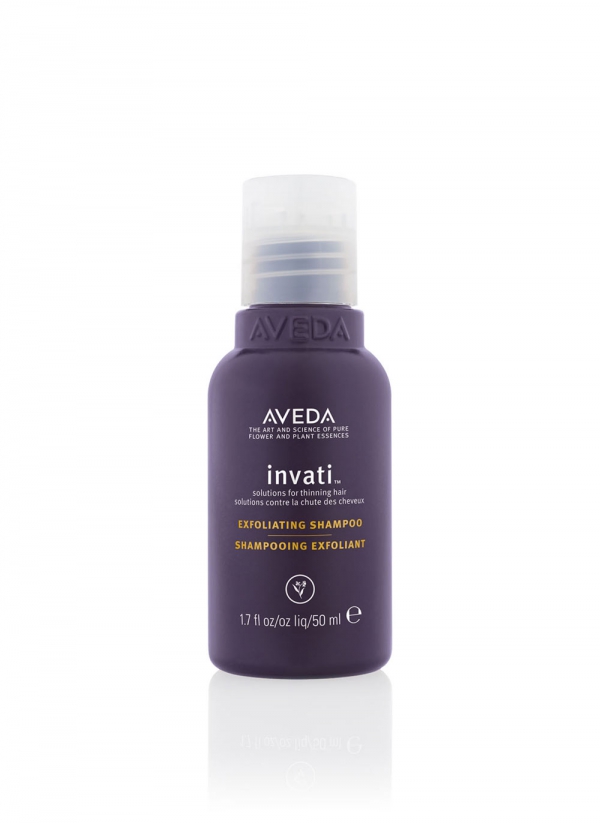 AVEDA
AVEDA
THE ART AND SCIENCE OF PURE
FLOWER AND PLANT ESSENCES
invati™
solutions for thinning hair
solutions contre la chute des cheveux
EXFOLIATING SHAMPOO
SHAMPOOING EXFOLIANT
1.7 fl oz/oz liq/50 ml ℮